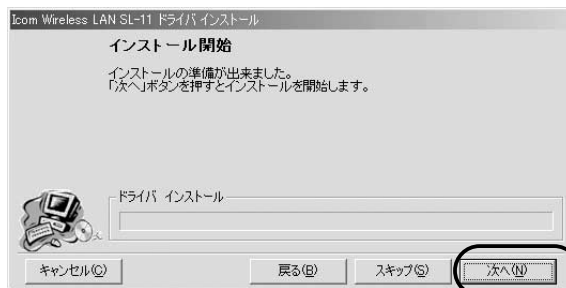 Icom Wireless LAN SL-11 ドライバ インストール
インストール開始
インストールの準備が出来ました。
「次へ」ボタンを押すとインストールを開始します。
ドライバ インストール
キャンセル(C) 戻る(B) スキップ(S) 次へ(N)